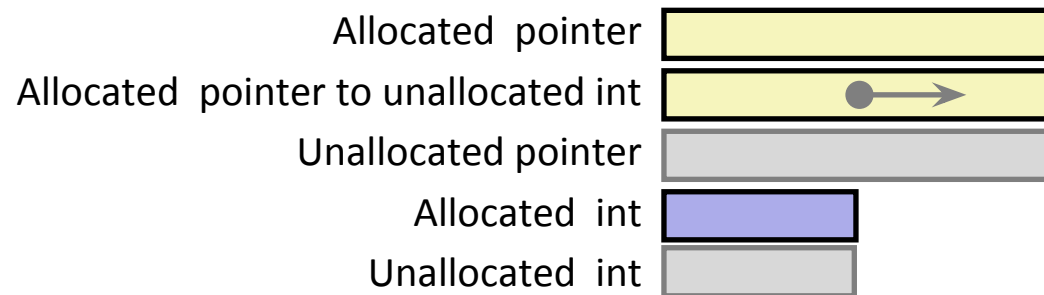 Allocated pointer
Allocated pointer to unallocated int
Unallocated pointer
Allocated int
Unallocated int